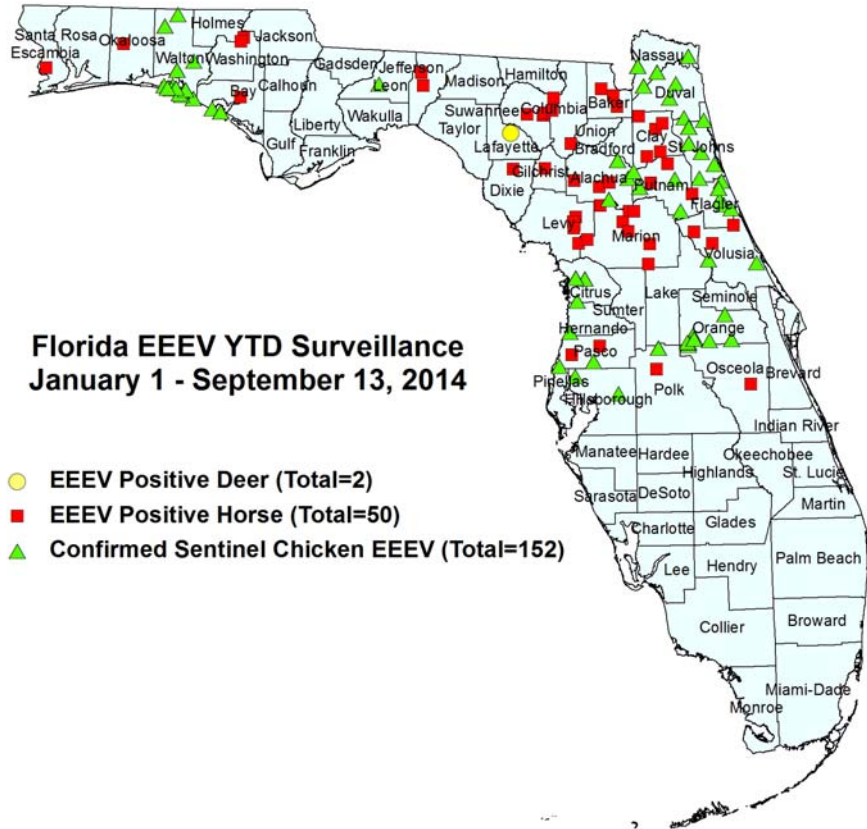 Holmes
Nassau
Santa Rosa
Okaloosa
Jackson
Escambia
Walton
Washington
Gadsden
Jefferson
Madison
Hamilton
Duval
Bay
Calhoun
Leon
Suwannee
Columbia
Baker
Liberty
Wakulla
Taylor
Union
Clay
St. Johns
Gulf
Franklin
Lafayette
Bradford
Dixie
Gilchrist
Alachua
Putnam
Flagler
Levy
Marion
Volusia
Citrus
Lake
Seminole
Sumter
Hernando
Orange
Florida EEEV YTD Surveillance
January 1 - September 13, 2014
Pasco
Osceola
Brevard
Pinellas
Hillsborough
Polk
Indian River
Manatee
Hardee
Okeechobee
Highlands
St. Lucie
EEEV Positive Deer (Total=2)
Sarasota
DeSoto
Martin
EEEV Positive Horse (Total=50)
Charlotte
Glades
Confirmed Sentinel Chicken EEEV (Total=152)
Lee
Hendry
Palm Beach
Collier
Broward
Miami-Dade
Monroe